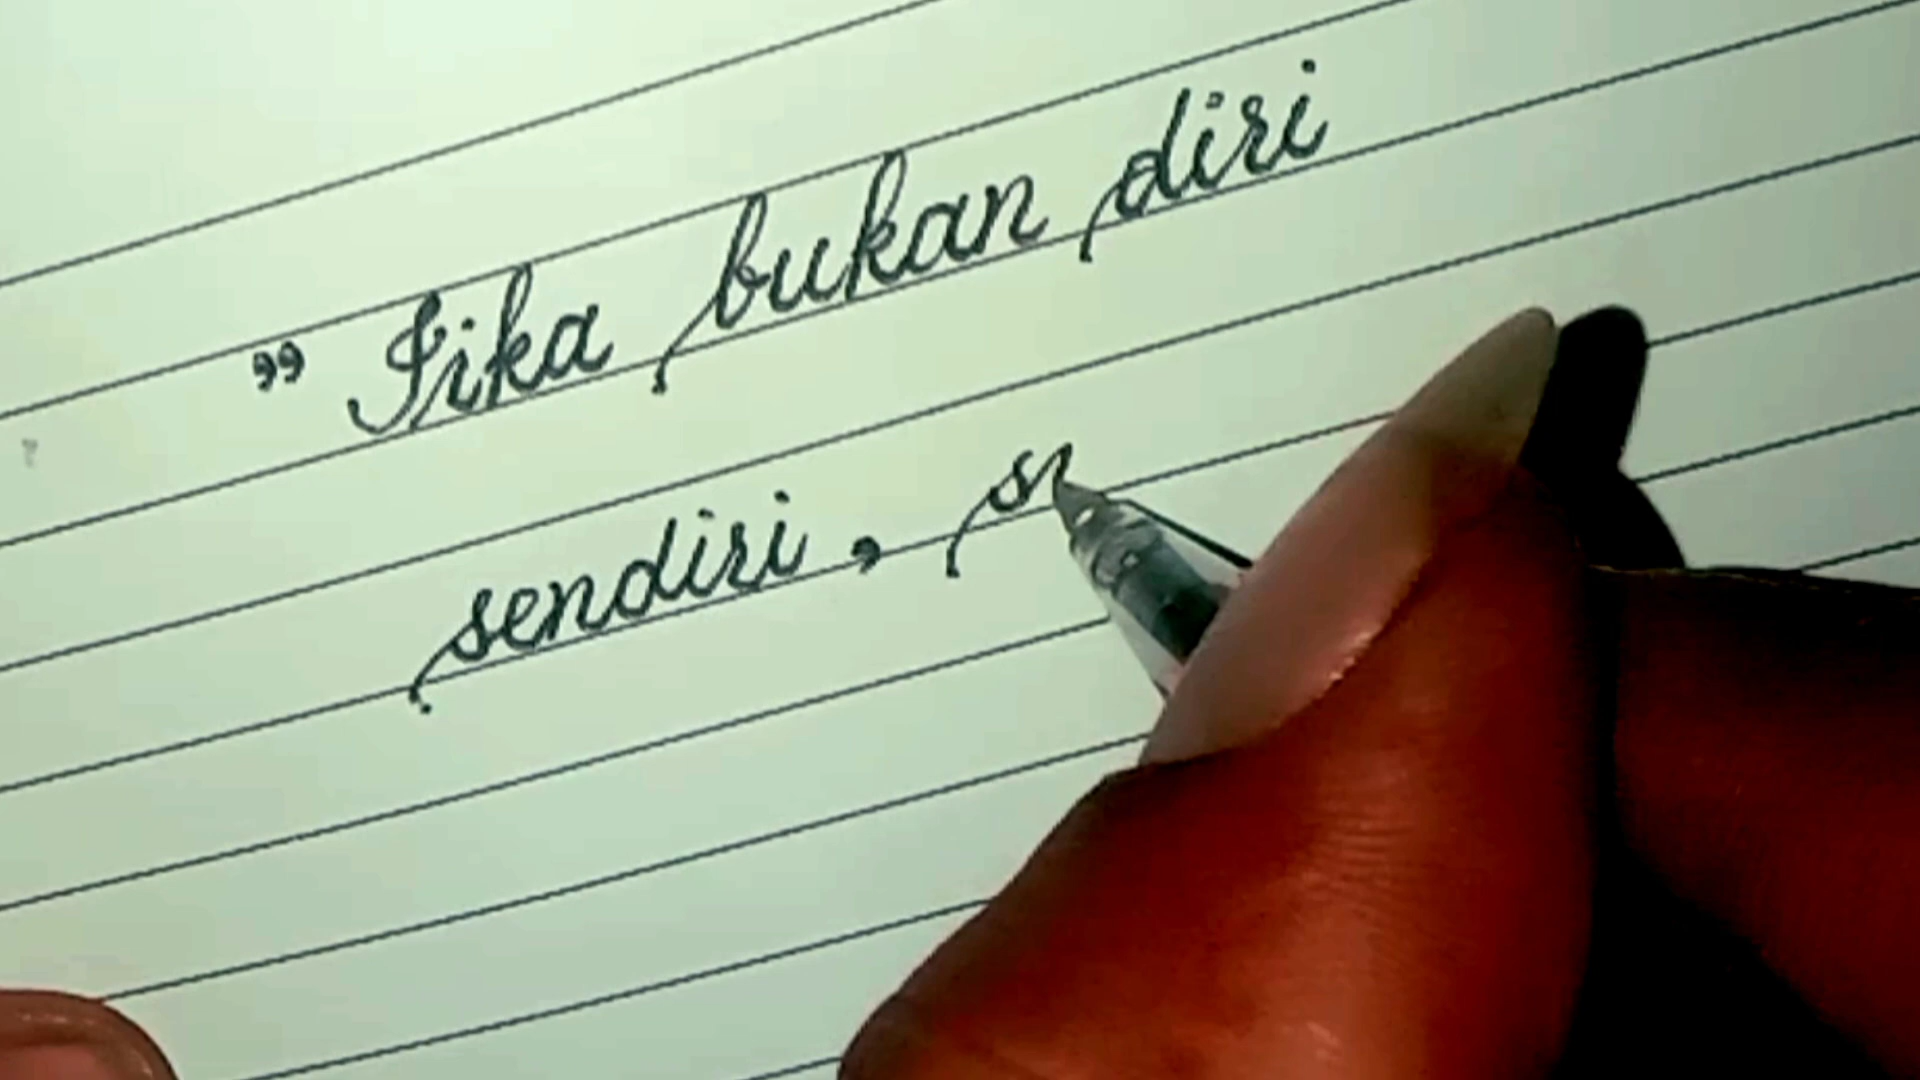 ” Jika bukan diri
sendiri ,